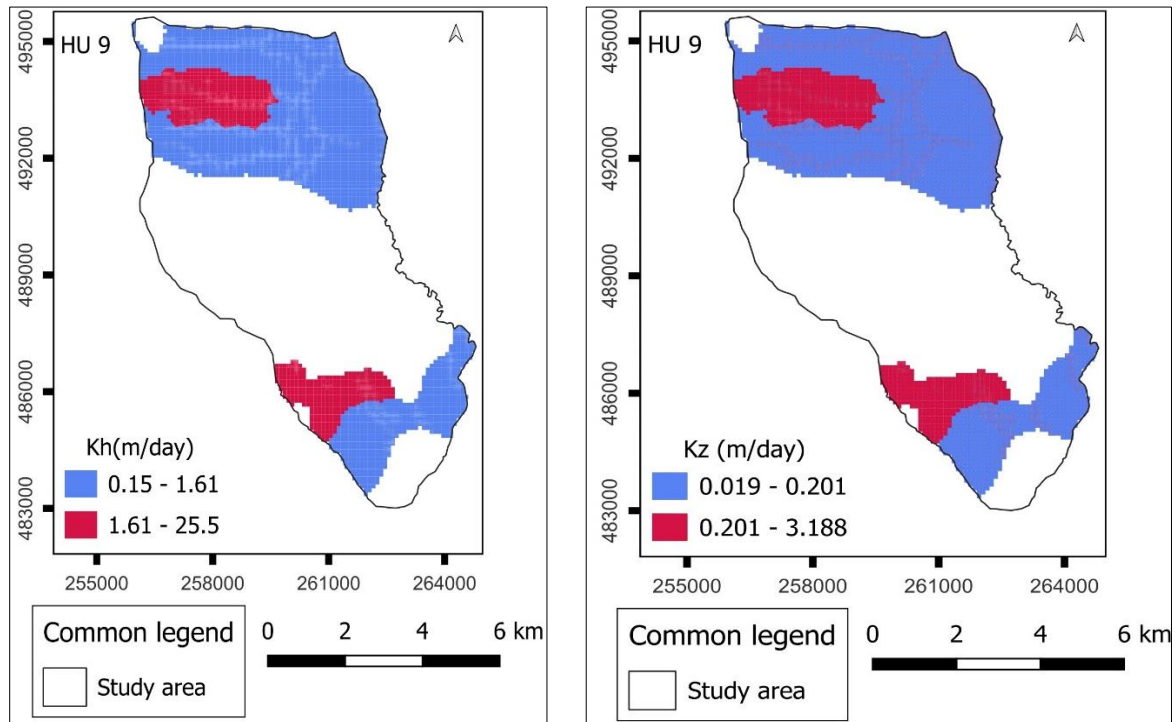 HU 9
495000
492000
489000
486000
483000
Kh(m/day)
0.15 - 1.61
1.61 - 25.5
255000 258000 261000 264000
Common legend
Study area
0 2 4 6 km
HU 9
495000
492000
489000
486000
483000
Kz (m/day)
0.019 - 0.201
0.201 - 3.188
255000 258000 261000 264000
Common legend
Study area
0 2 4 6 km